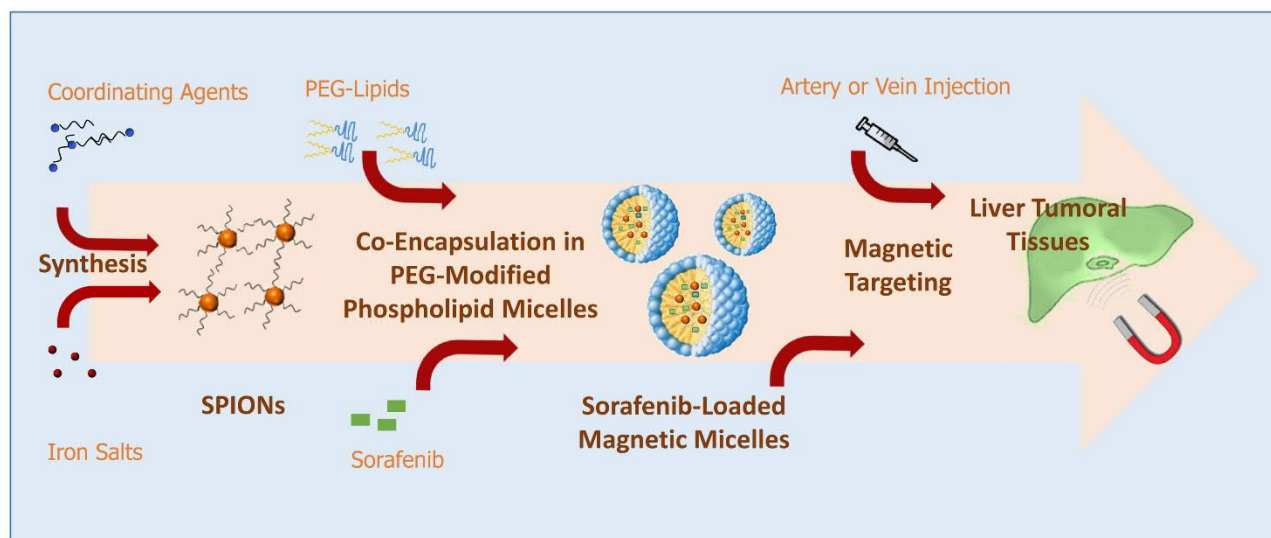 Coordinating Agents
PEG-Lipids
Artery or Vein Injection
Synthesis
Co-Encapsulation in
PEG-Modified
Phospholipid Micelles
Magnetic
Targeting
Liver Tumoral
Tissues
SPIONs
Sorafenib-Loaded
Magnetic Micelles
Iron Salts
Sorafenib